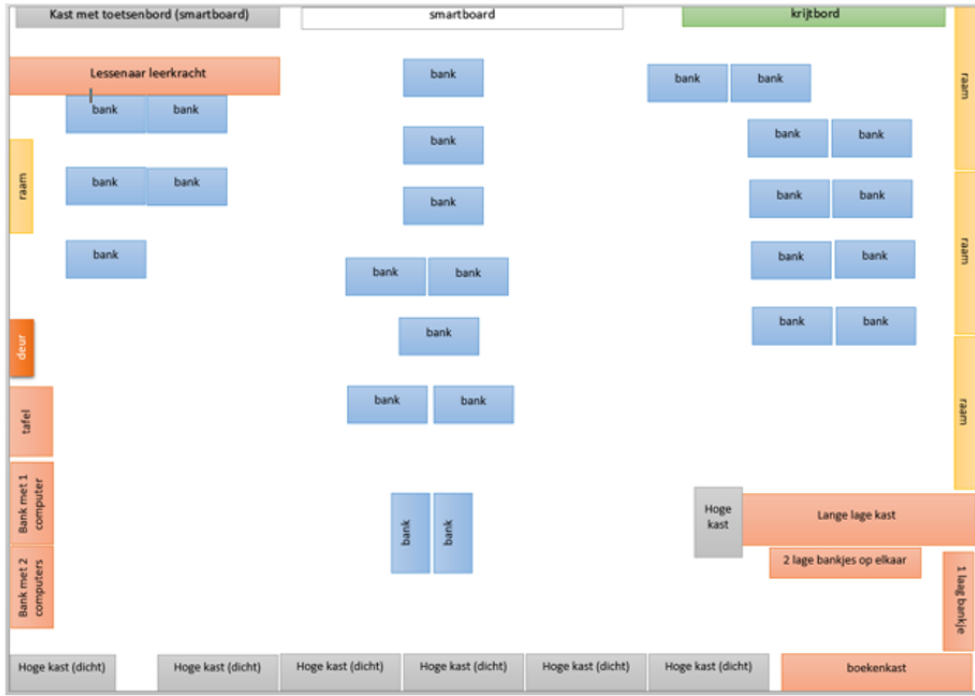 Kast met toetsenbord (smartboard)
smartboard
krijtbord
Lessenaar leerkracht
bank
bank
bank
raam
bank
bank
bank
bank
bank
raam
bank
bank
bank
bank
bank
bank
raam
bank
bank
bank
bank
bank
deur
bank
bank
bank
tafel
bank
bank
raam
Bank met 1
computer
bank
bank
Hoge
kast
Lange lage kast
Bank met 2
computers
2 lage bankjes op elkaar
1 laag bankje
Hoge kast (dicht)
Hoge kast (dicht)
Hoge kast (dicht)
Hoge kast (dicht)
Hoge kast (dicht)
Hoge kast (dicht)
boekenkast